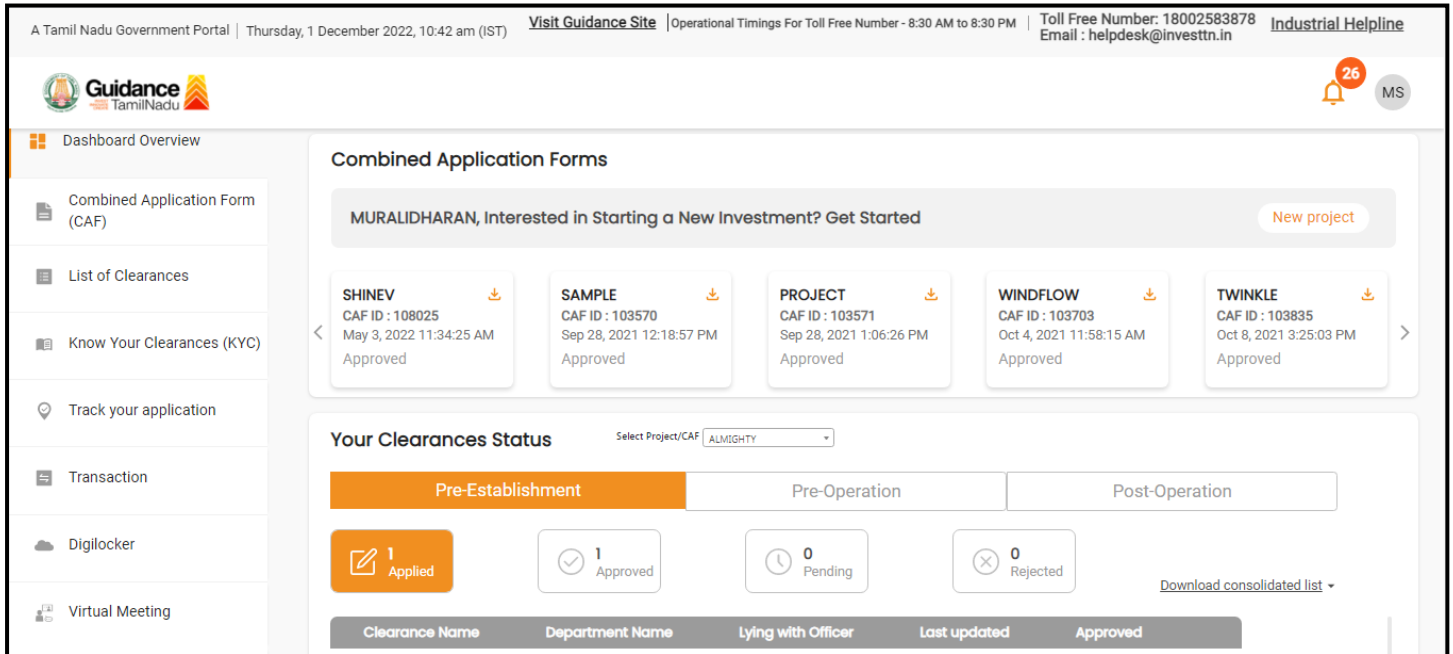 A Tamil Nadu Government Portal | Thursday, 1 December 2022, 10:42 am (IST) Visit Guidance Site | Operational Timings For Toll Free Number - 8:30 AM to 8:30 PM | Toll Free Number: 18002583878 Industrial Helpline
Email : helpdesk@investtn.in
Guidance
TamilNadu
26
MS
Dashboard Overview
Combined Application Form
(CAF)
List of Clearances
Know Your Clearances (KYC)
Track your application
Transaction
Digilocker
Virtual Meeting
Combined Application Forms
MURALIDHARAN, Interested in Starting a New Investment? Get Started New project
SHINEV
CAF ID : 108025
May 3, 2022 11:34:25 AM
Approved
SAMPLE
CAF ID : 103570
Sep 28, 2021 12:18:57 PM
Approved
PROJECT
CAF ID : 103571
Sep 28, 2021 1:06:26 PM
Approved
WINDFLOW
CAF ID : 103703
Oct 4, 2021 11:58:15 AM
Approved
TWINKLE
CAF ID : 103835
Oct 8, 2021 3:25:03 PM
Approved
Your Clearances Status Select Project/CAF ALMIGHTY
Pre-Establishment Pre-Operation Post-Operation
1
Applied
1
Approved
0
Pending
0
Rejected
Download consolidated list
Clearance Name Department Name Lying with Officer Last updated Approved